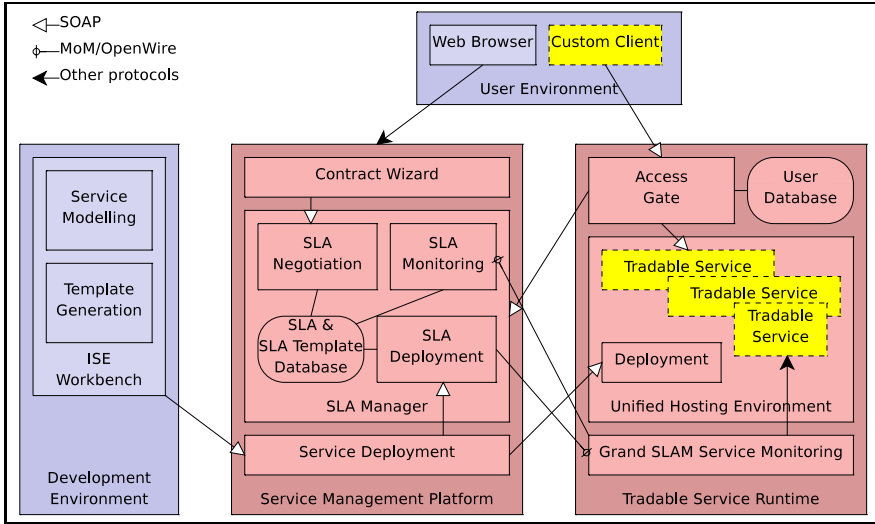 SOAP
MoM/OpenWire
Other protocols
Web Browser
Custom Client
User Environment
Service
Modelling
Template
Generation
ISE
Workbench
Development
Environment
Contract Wizard
SLA
Negotiation
SLA
Monitoring
SLA &
SLA Template
Database
SLA
Deployment
SLA Manager
Service Deployment
Service Management Platform
Access
Gate
User
Database
Tradable Service
Tradable Service
Tradable
Service
Deployment
Unified Hosting Environment
Grand SLAM Service Monitoring
Tradable Service Runtime